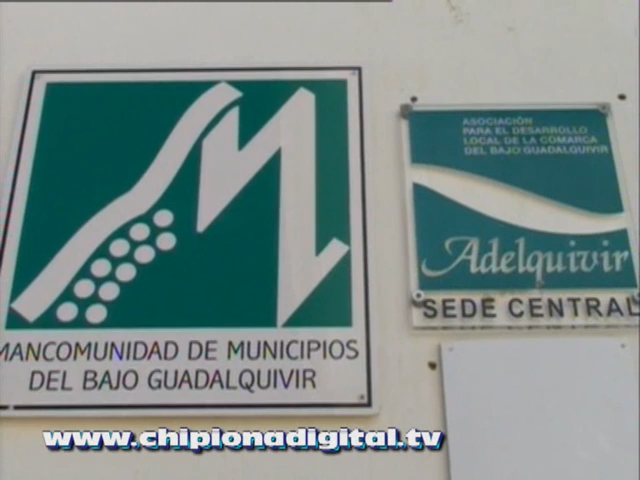 MANCOMUNIDAD DE MUNICIPIOS
DEL BAJO GUADALQUIVIR
ASOCIACIÓN
PARA EL DESARROLLO
LOCAL DE LA COMARCA
DEL BAJO GUADALQUIVIR
Adelquivir
SEDE CENTRAL
www.chipionadigital.tv